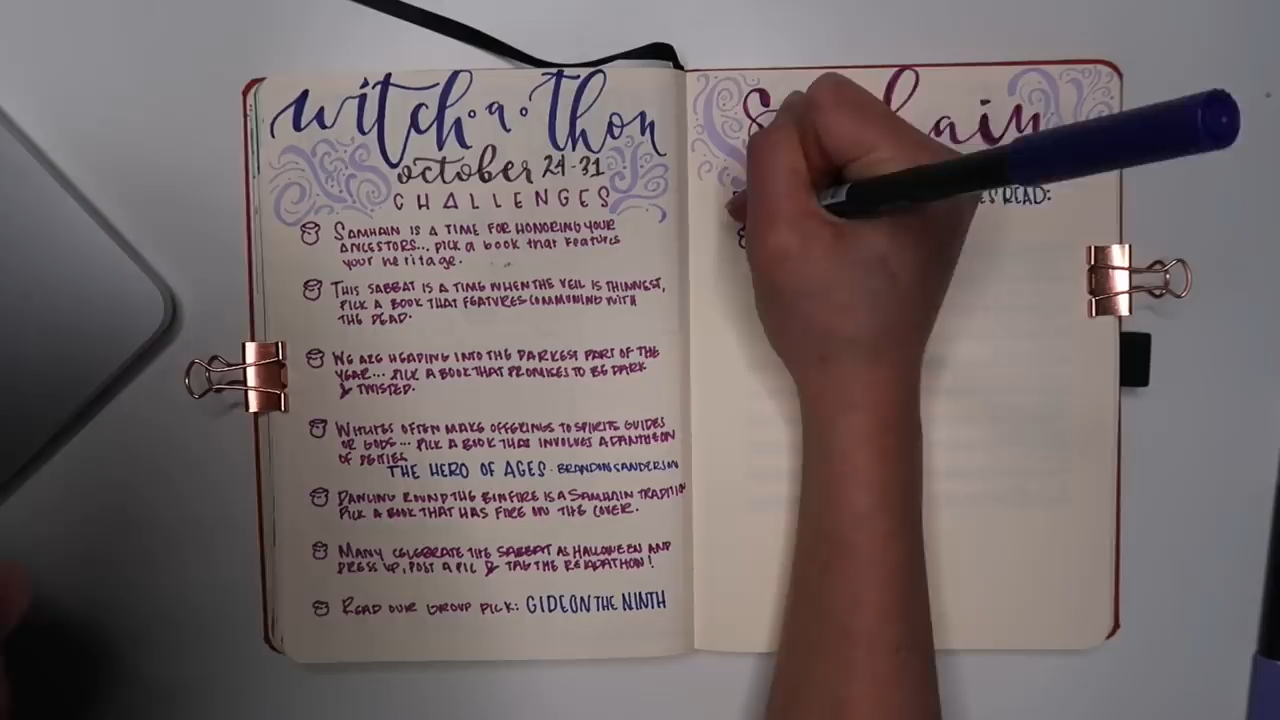 witch·a·thon
october 24-31
CHALLENGES
SAMHAIN IS A TIME FOR HONORING YOUR
ANCESTORS... PICK a book that features
your heritage.
THIS SABBAT IS A TIME WHEN THE VEIL IS THINNEST,
PICK A BOOK THAT FEATURES COMMUNING WITH
THE DEAD.
WE ARE HEADING INTO THE DARKEST PART OF THE
YEAR... PICK A BOOK THAT PROMISES TO BE DARK
& TWISTED.
WITCHES OFTEN MAKE OFFERINGS TO SPIRITS GUIDES
OR GODS... PICK A BOOK THAT INVOLVES A PANTHEON
OF DEITIES
THE HERO OF AGES - BRANDON SANDERSON
DANCING ROUND THE BONFIRE IS A SAMHAIN TRADITION
PICK A BOOK THAT HAS FIRE ON THE COVER.
MANY CELEBRATE THE SABBAT AS HALLOWEEN AND
DRESS UP, POST A PIC & TAG THE READATHON!
READ OUR GROUP PICK: GIDEON THE NINTH
READ: